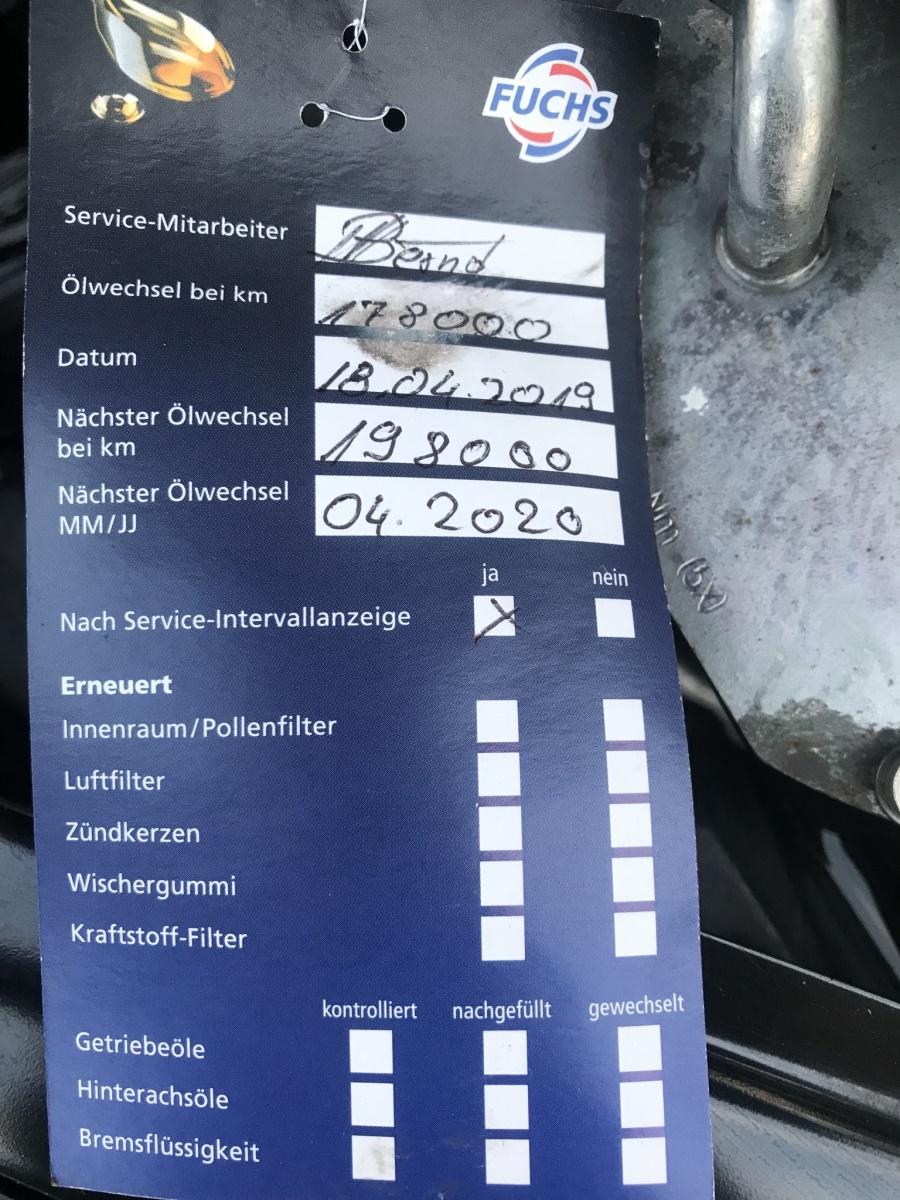 FUCHS
Service-Mitarbeiter Bernd
Ölwechsel bei km 178000
Datum 18.04.2019
Nächster Ölwechsel
bei km 198000
Nächster Ölwechsel
MM/JJ 04.2020
ja nein
Nach Service-Intervallanzeige
Erneuert
Innenraum/Pollenfilter
Luftfilter
Zündkerzen
Wischergummi
Kraftstoff-Filter
kontrolliert nachgefüllt gewechselt
Getriebeöle
Hinterachsöle
Bremsflüssigkeit